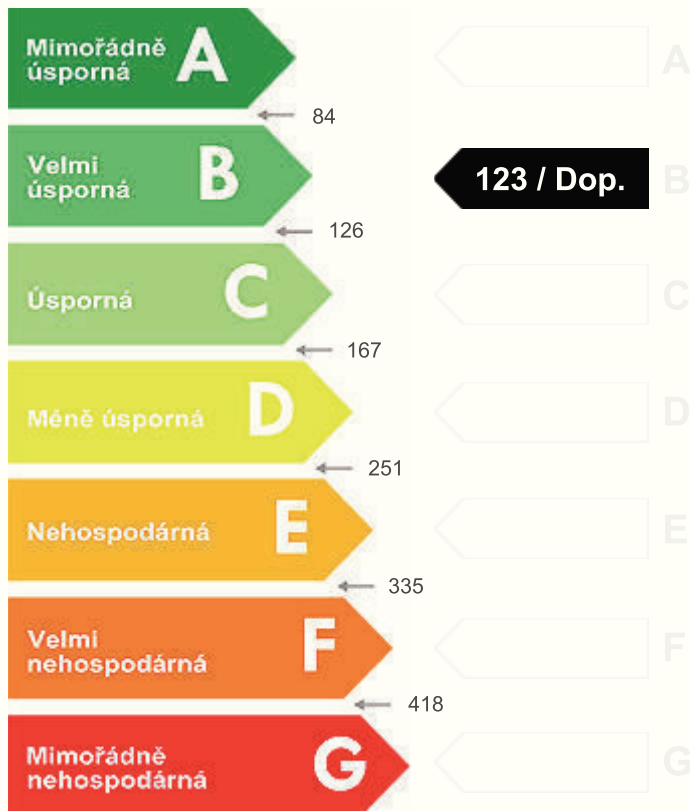 Mimořádně
úsporná
A
A
84
Velmi
úsporná
B
123 / Dop.
B
126
Úsporná
C
C
167
Méně úsporná
D
D
251
Nehospodárná
E
E
335
Velmi
nehospodárná
F
F
418
Mimořádně
nehospodárná
G
G